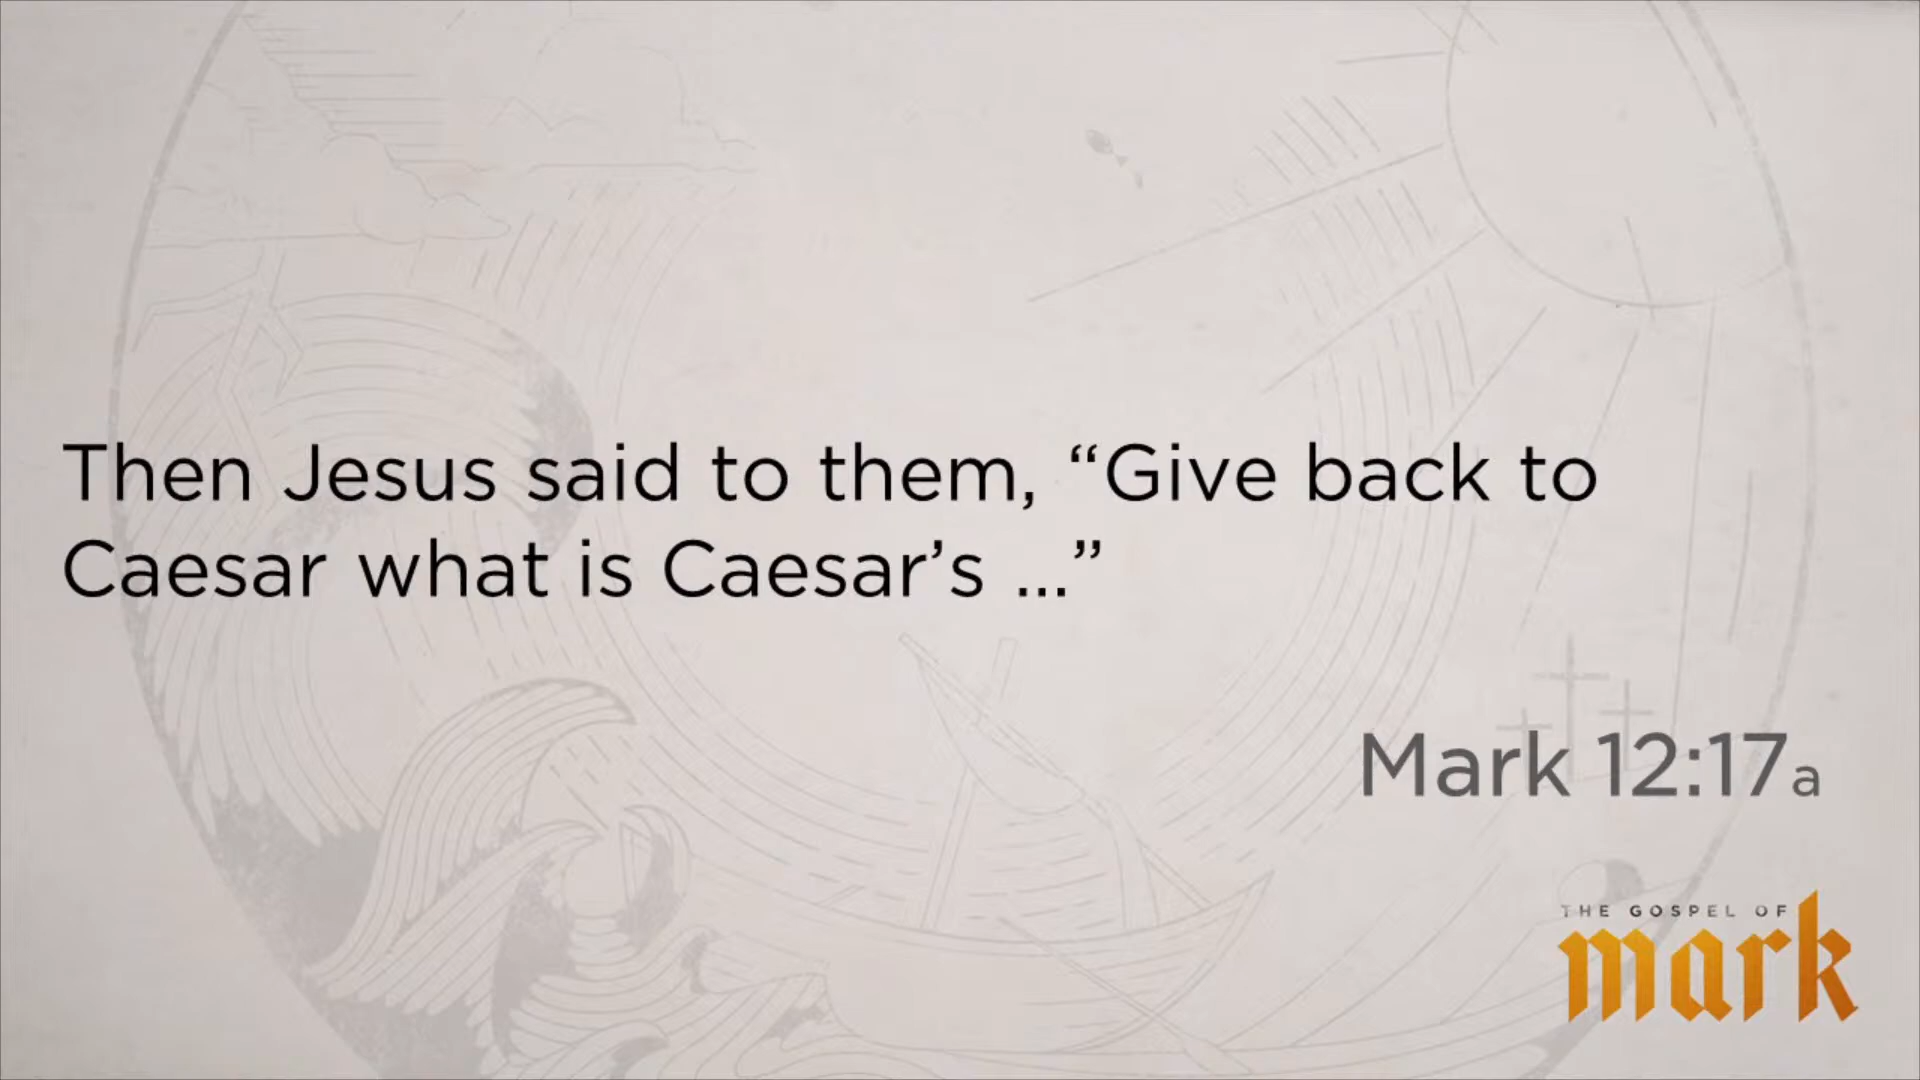 Then Jesus said to them, “Give back to
Caesar what is Caesar’s ...”
Mark 12:17a
THE GOSPEL OF
mark